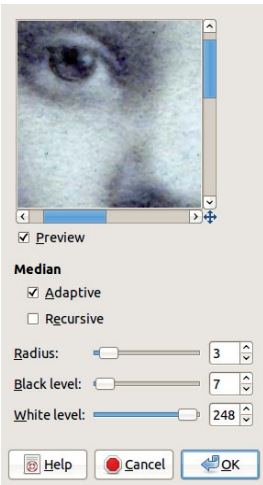 Preview
Median
Adaptive
Recursive
Radius: 3
Black level: 7
White level: 248
Help Cancel OK